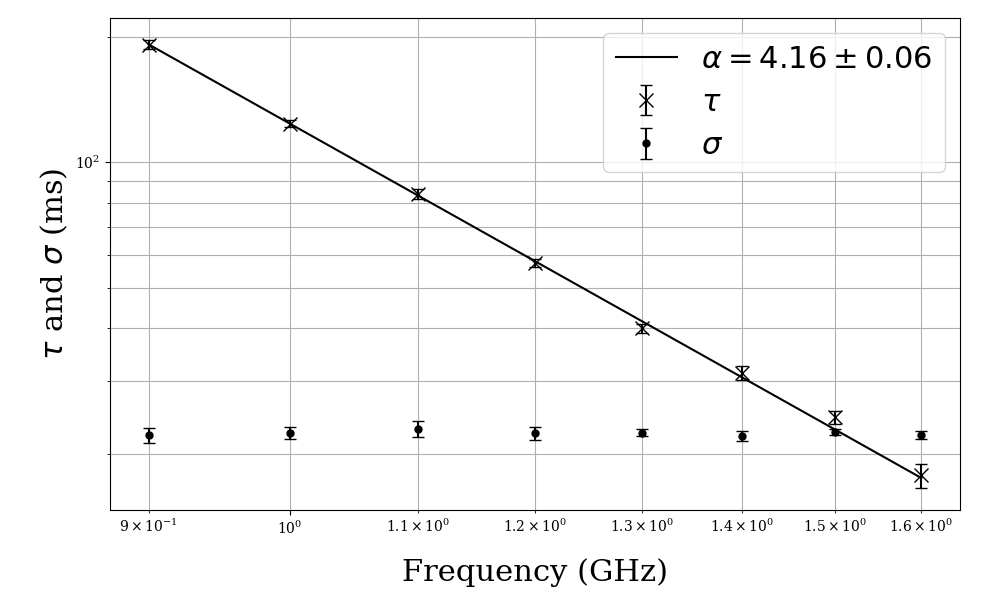 α = 4.16 ± 0.06
τ
σ
10²
τ and σ (ms)
9 × 10⁻¹ 10⁰ 1.1 × 10⁰ 1.2 × 10⁰ 1.3 × 10⁰ 1.4 × 10⁰ 1.5 × 10⁰ 1.6 × 10⁰
Frequency (GHz)